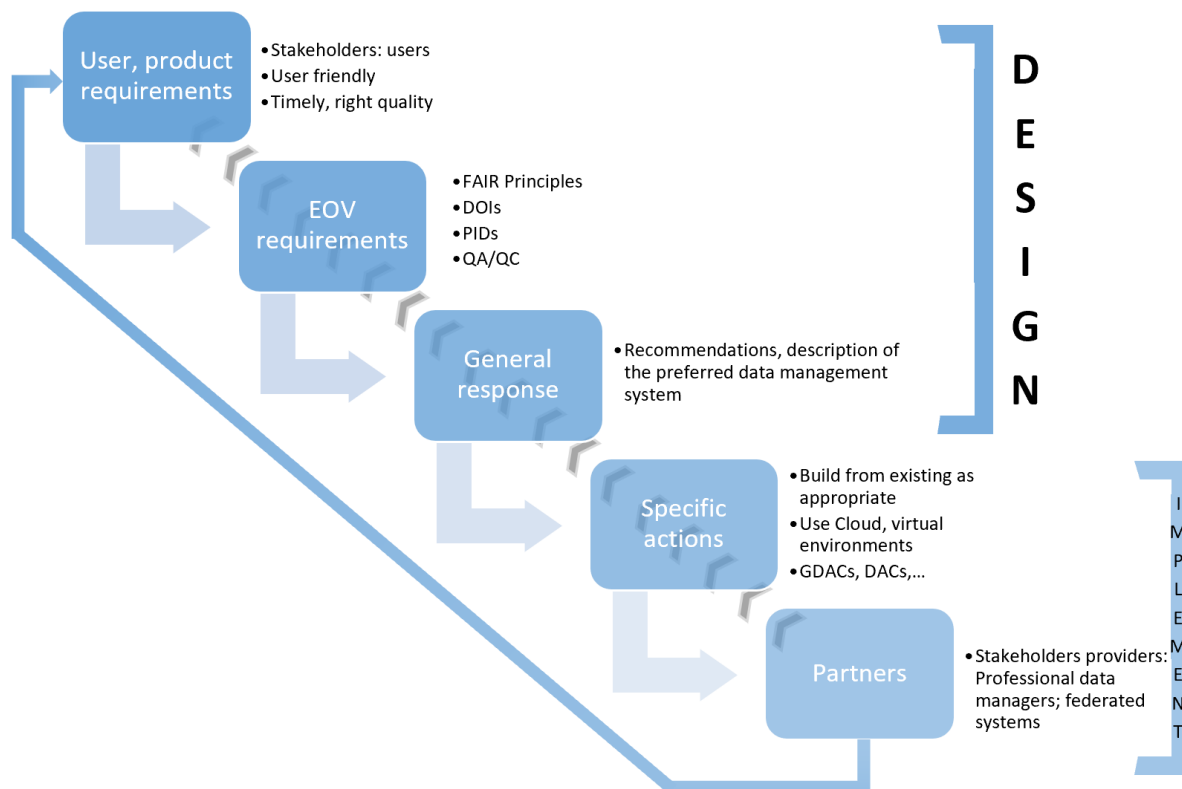 User, product
requirements
•Stakeholders: users
•User friendly
•Timely, right quality
EOV
requirements
•FAIR Principles
•DOIs
•PIDs
•QA/QC
General
response
•Recommendations, description of
the preferred data management
system
Specific
actions
•Build from existing as
appropriate
•Use Cloud, virtual
environments
•GDACs, DACs,...
Partners
•Stakeholders providers:
Professional data
managers; federated
systems
D
E
S
I
G
N
I
M
P
L
E
M
E
N
T